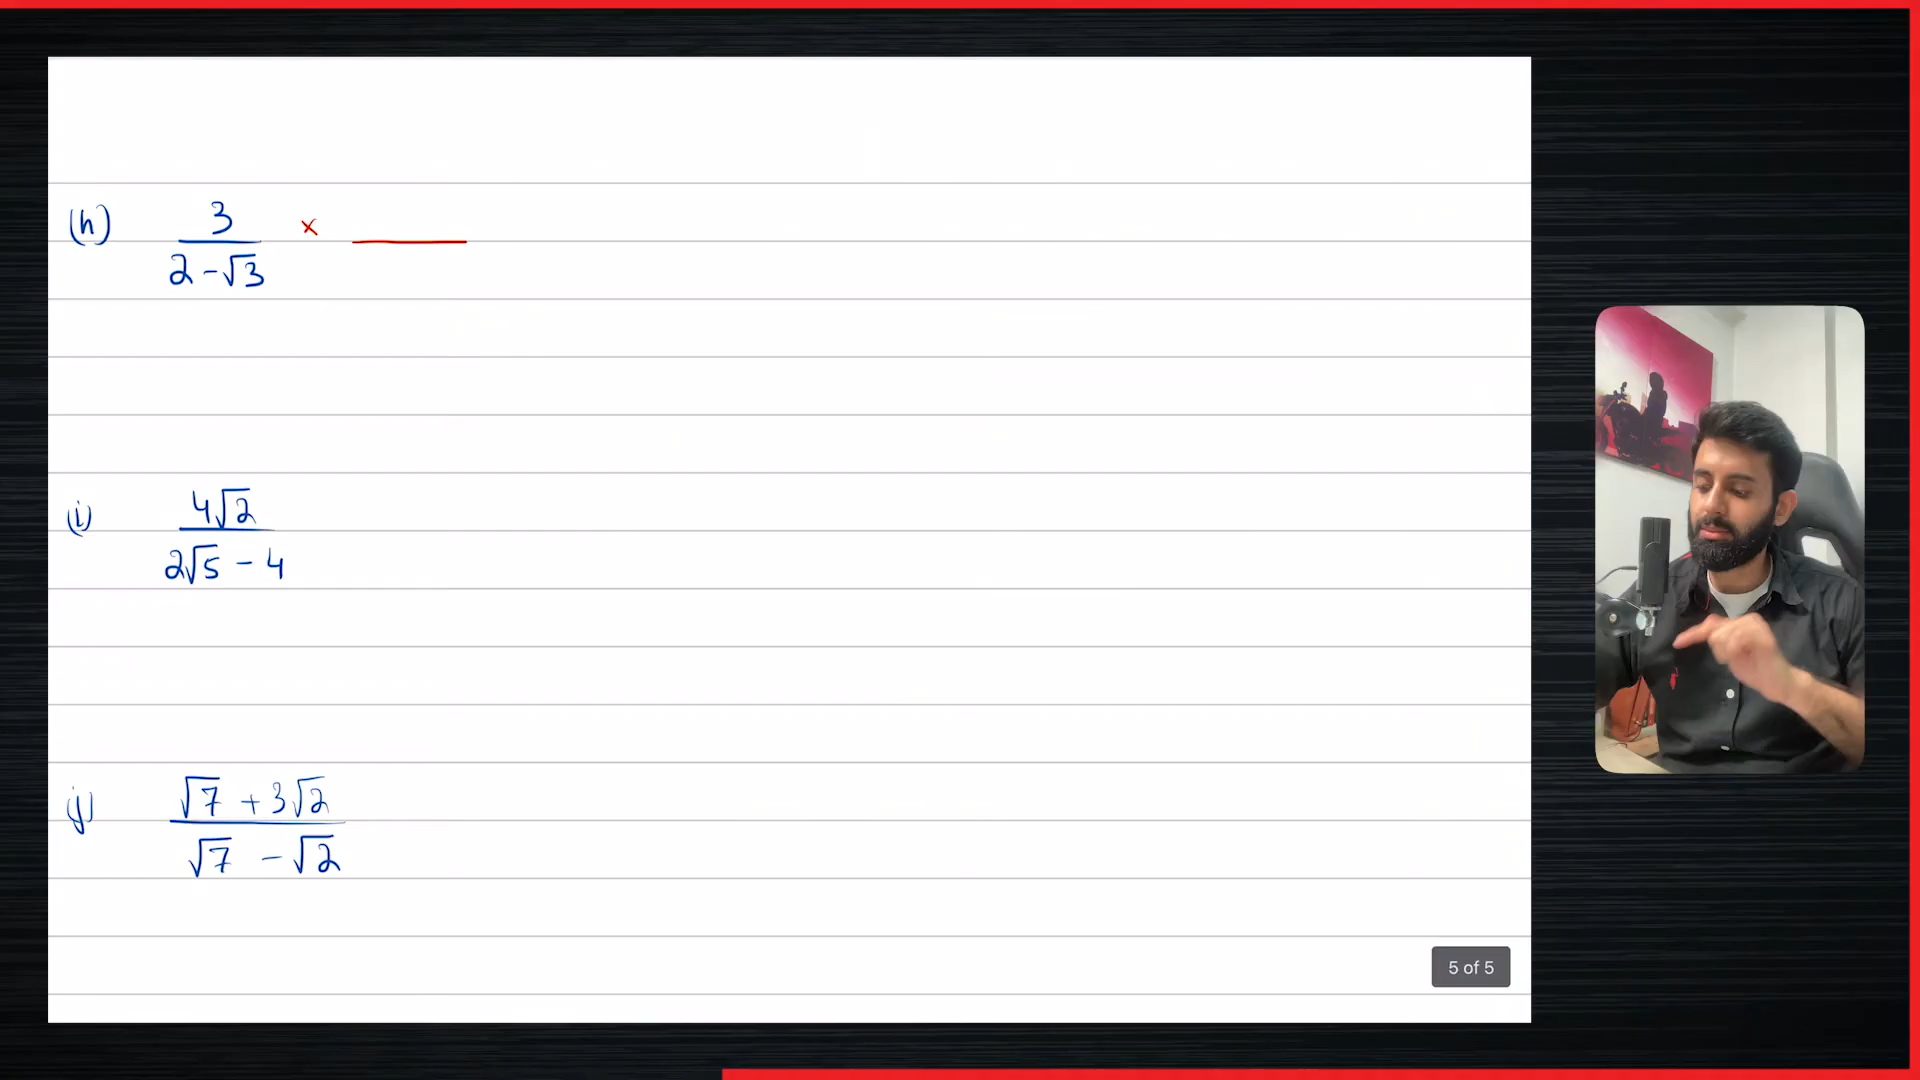 (h) 3 ×
2 - √3
(i) 4√2
2√5 - 4
(j) √7 + 3√2
√7 - √2
5 of 5